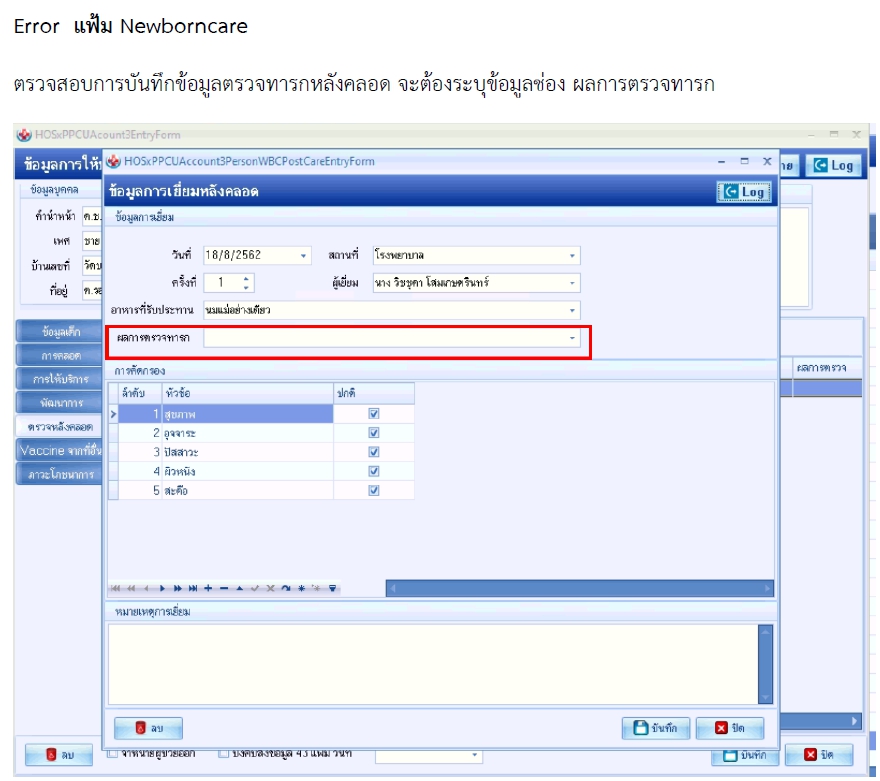 Error แฟ้ม Newborncare
ตรวจสอบการบันทึกข้อมูลตรวจทารกหลังคลอด จะต้องระบุข้อมูลช่อง ผลการตรวจทารก
HOSxPPCUAccount3EntryForm
ข้อมูลการให้
HOSxPPCUAccount3PersonWBCPostCareEntryForm
Log
ข้อมูลการเยี่ยมหลังคลอด
Log
ข้อมูลบุคคล
ข้อมูลการเยี่ยม
คำนำหน้า ด.ช.
เพศ ชาย
วันที่ 18/8/2562 สถานที่ โรงพยาบาล
บ้านเลขที่
ครั้งที่ 1 ผู้เยี่ยม นาง วิชชุดา โสมเกษตรินทร์
ที่อยู่
อาหารที่รับประทาน นมแม่อย่างเดียว
ผลการตรวจทารก
ข้อมูลเด็ก
การคลอด
การให้บริการ
พัฒนาการ
ตรวจหลังคลอด
Vaccine จากที่อื่น
ภาวะโภชนาการ
ผลการตรวจ
การคัดกรอง
ลำดับ หัวข้อ ปกติ
1 สุขภาพ
2 อุจจาระ
3 ปัสสาวะ
4 ผิวหนัง
5 สะดือ
หมายเหตุการเยี่ยม
ลบ บันทึก ปิด
ลบ จำหน่ายผู้ป่วยออก บังคับส่งข้อมูล 43 แฟ้ม วันที่ บันทึก ปิด